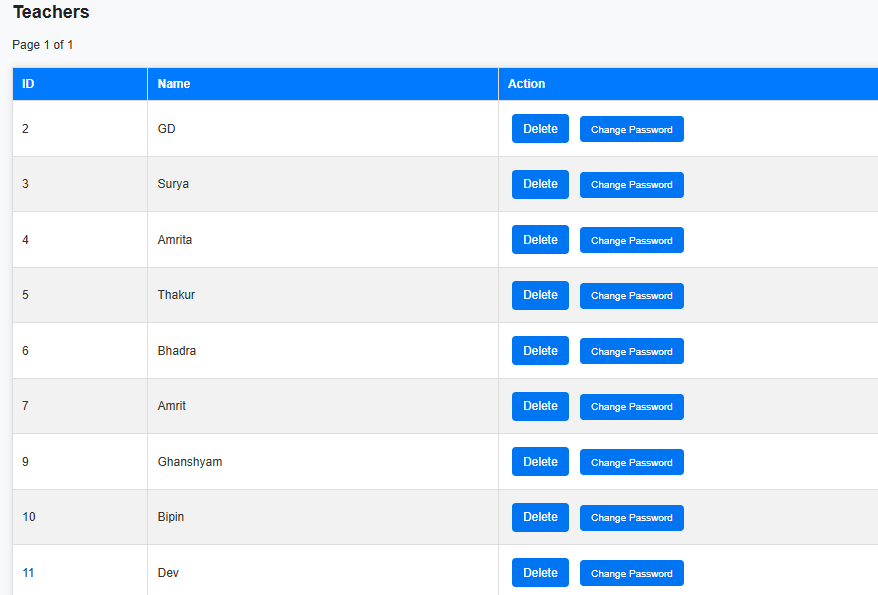 Teachers
Page 1 of 1
ID Name Action
2 GD Delete Change Password
3 Surya Delete Change Password
4 Amrita Delete Change Password
5 Thakur Delete Change Password
6 Bhadra Delete Change Password
7 Amrit Delete Change Password
9 Ghanshyam Delete Change Password
10 Bipin Delete Change Password
11 Dev Delete Change Password